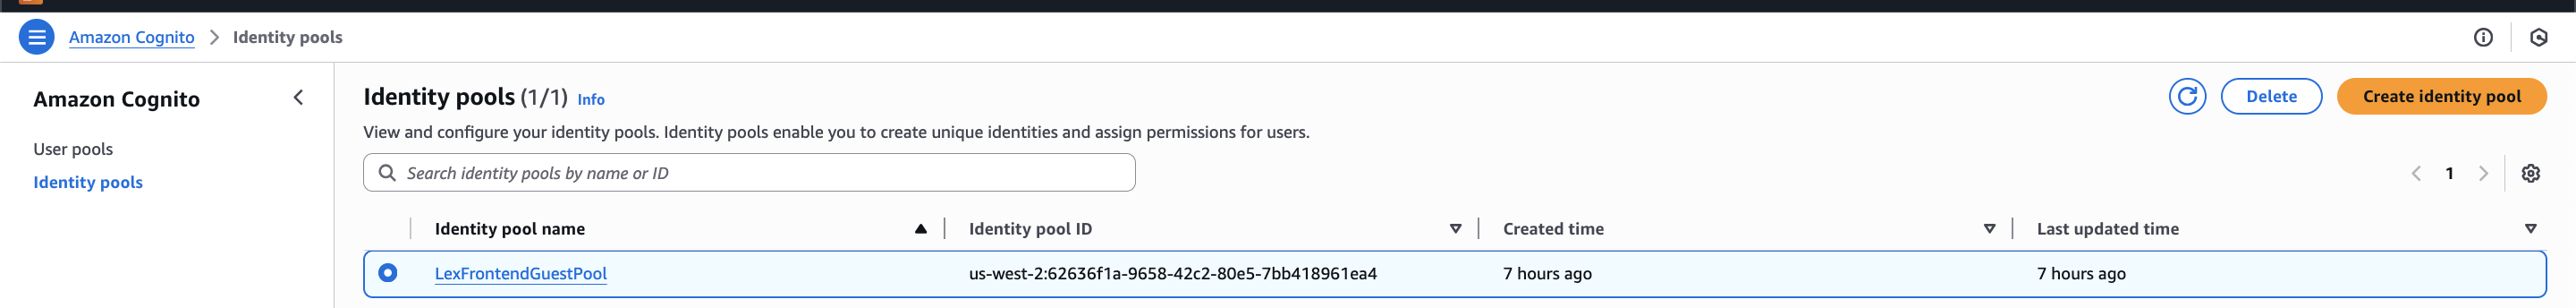 Amazon Cognito > Identity pools
Amazon Cognito
User pools
Identity pools
Identity pools (1/1) Info
Delete
Create identity pool
View and configure your identity pools. Identity pools enable you to create unique identities and assign permissions for users.
Search identity pools by name or ID
1
Identity pool name Identity pool ID Created time Last updated time
LexFrontendGuestPool us-west-2:62636f1a-9658-42c2-80e5-7bb418961ea4 7 hours ago 7 hours ago